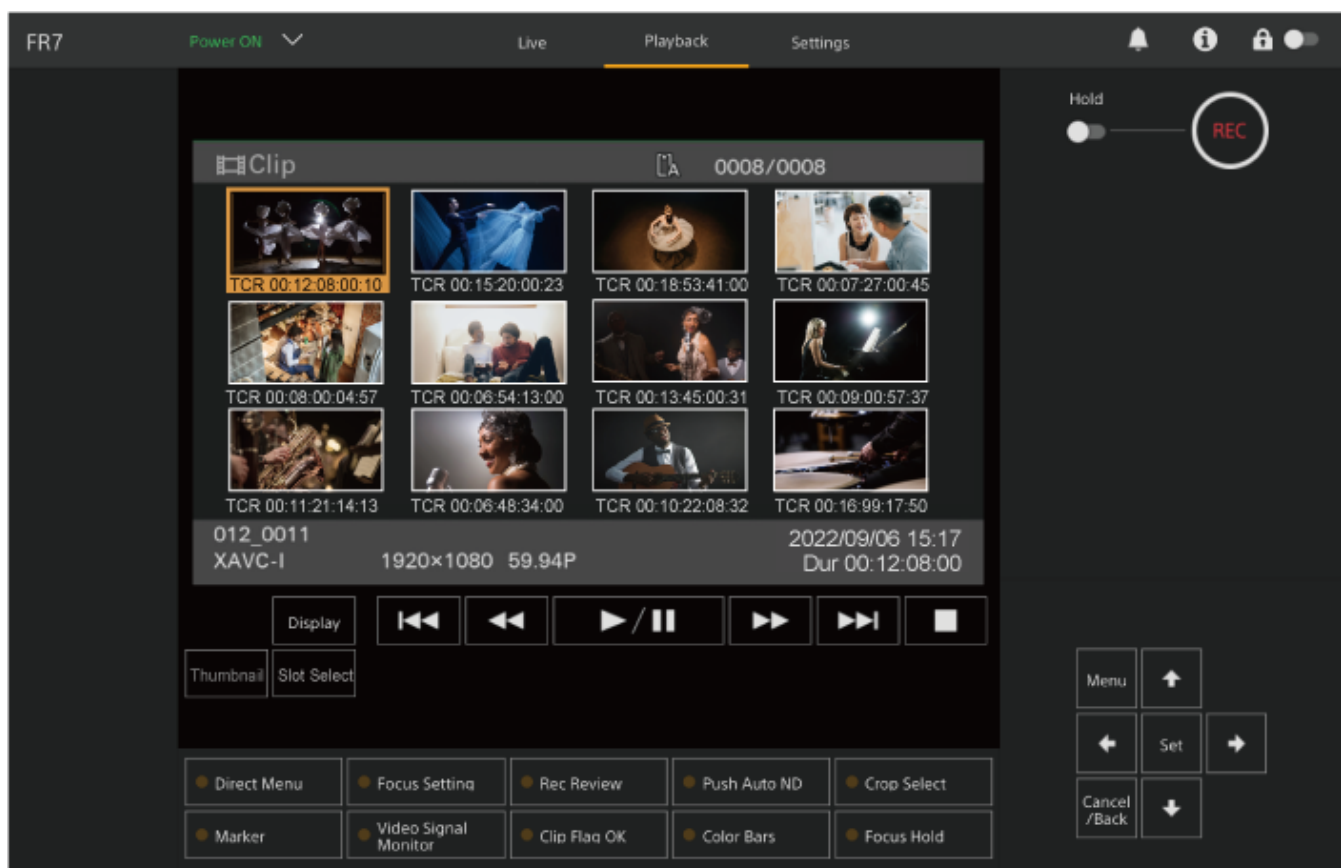 FR7
Power ON
Live
Playback
Settings
Hold
REC
Clip
A
0008/0008
TCR 00:12:08:00:10
TCR 00:15:20:00:23
TCR 00:18:53:41:00
TCR 00:07:27:00:45
TCR 00:08:00:04:57
TCR 00:06:54:13:00
TCR 00:13:45:00:31
TCR 00:09:00:57:37
TCR 00:11:21:14:13
TCR 00:06:48:34:00
TCR 00:10:22:08:32
TCR 00:16:99:17:50
012_0011
2022/09/06 15:17
XAVC-I
1920×1080 59.94P
Dur 00:12:08:00
Display
Thumbnail
Slot Select
Menu
Set
Cancel
/Back
Direct Menu
Focus Setting
Rec Review
Push Auto ND
Crop Select
Marker
Video Signal
Monitor
Clip Flag OK
Color Bars
Focus Hold